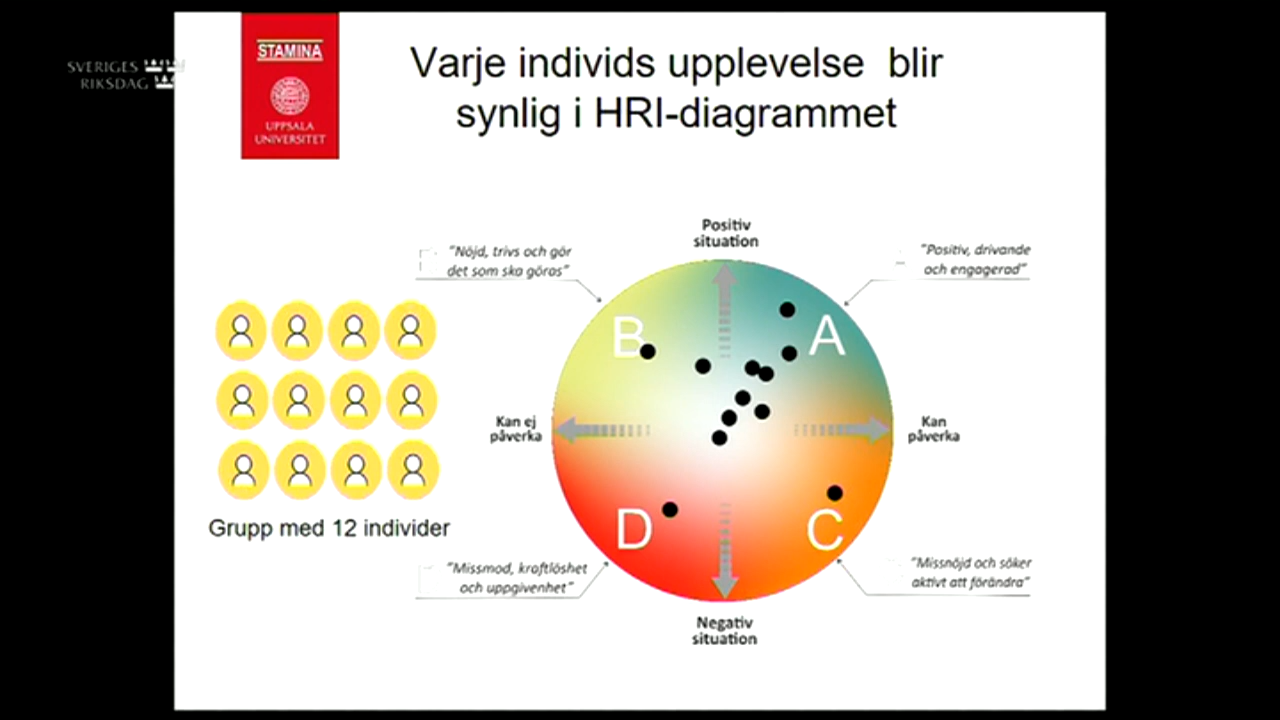 SVERIGES
RIKSDAG
STAMINA
UPPSALA
UNIVERSITET
Varje individs upplevelse blir
synlig i HRI-diagrammet
Positiv
situation
"Nöjd, trivs och gör
det som ska göras"
"Positiv, drivande
och engagerad"
B
A
Kan ej
påverka
Kan
påverka
D
C
Grupp med 12 individer
"Missmod, kraftlöshet
och uppgivenhet"
"Missnöjd och söker
aktivt att förändra"
Negativ
situation